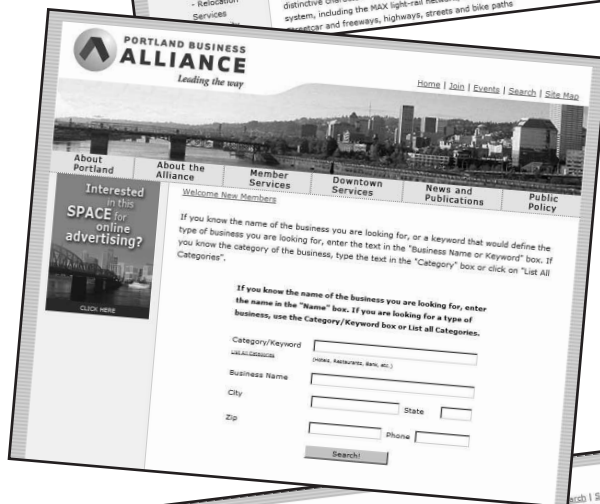 - Relocation
Services
system, including the MAX light-rail
streetcar and freeways, highways, streets and bike paths
PORTLAND BUSINESS
ALLIANCE
Leading the way
Home | Join | Events | Search | Site Map
About
Portland
About the
Alliance
Member
Services
Downtown
Services
News and
Publications
Public
Policy
Interested
in this
SPACE for
online
advertising?
CLICK HERE
Welcome New Members
If you know the name of the business you are looking for, or a keyword that would define the
type of business you are looking for, enter the text in the "Business Name or Keyword" box. If
you know the category of the business, type the text in the "Category" box or click on "List All
Categories".
If you know the name of the business you are looking for, enter
the name in the "Name" box. If you are looking for a type of
business, use the Category/Keyword box or List all Categories.
Category/Keyword
List All Categories
(Hotels, Restaurants, Bank, etc.)
Business Name
City
State
Zip
Phone
Search!